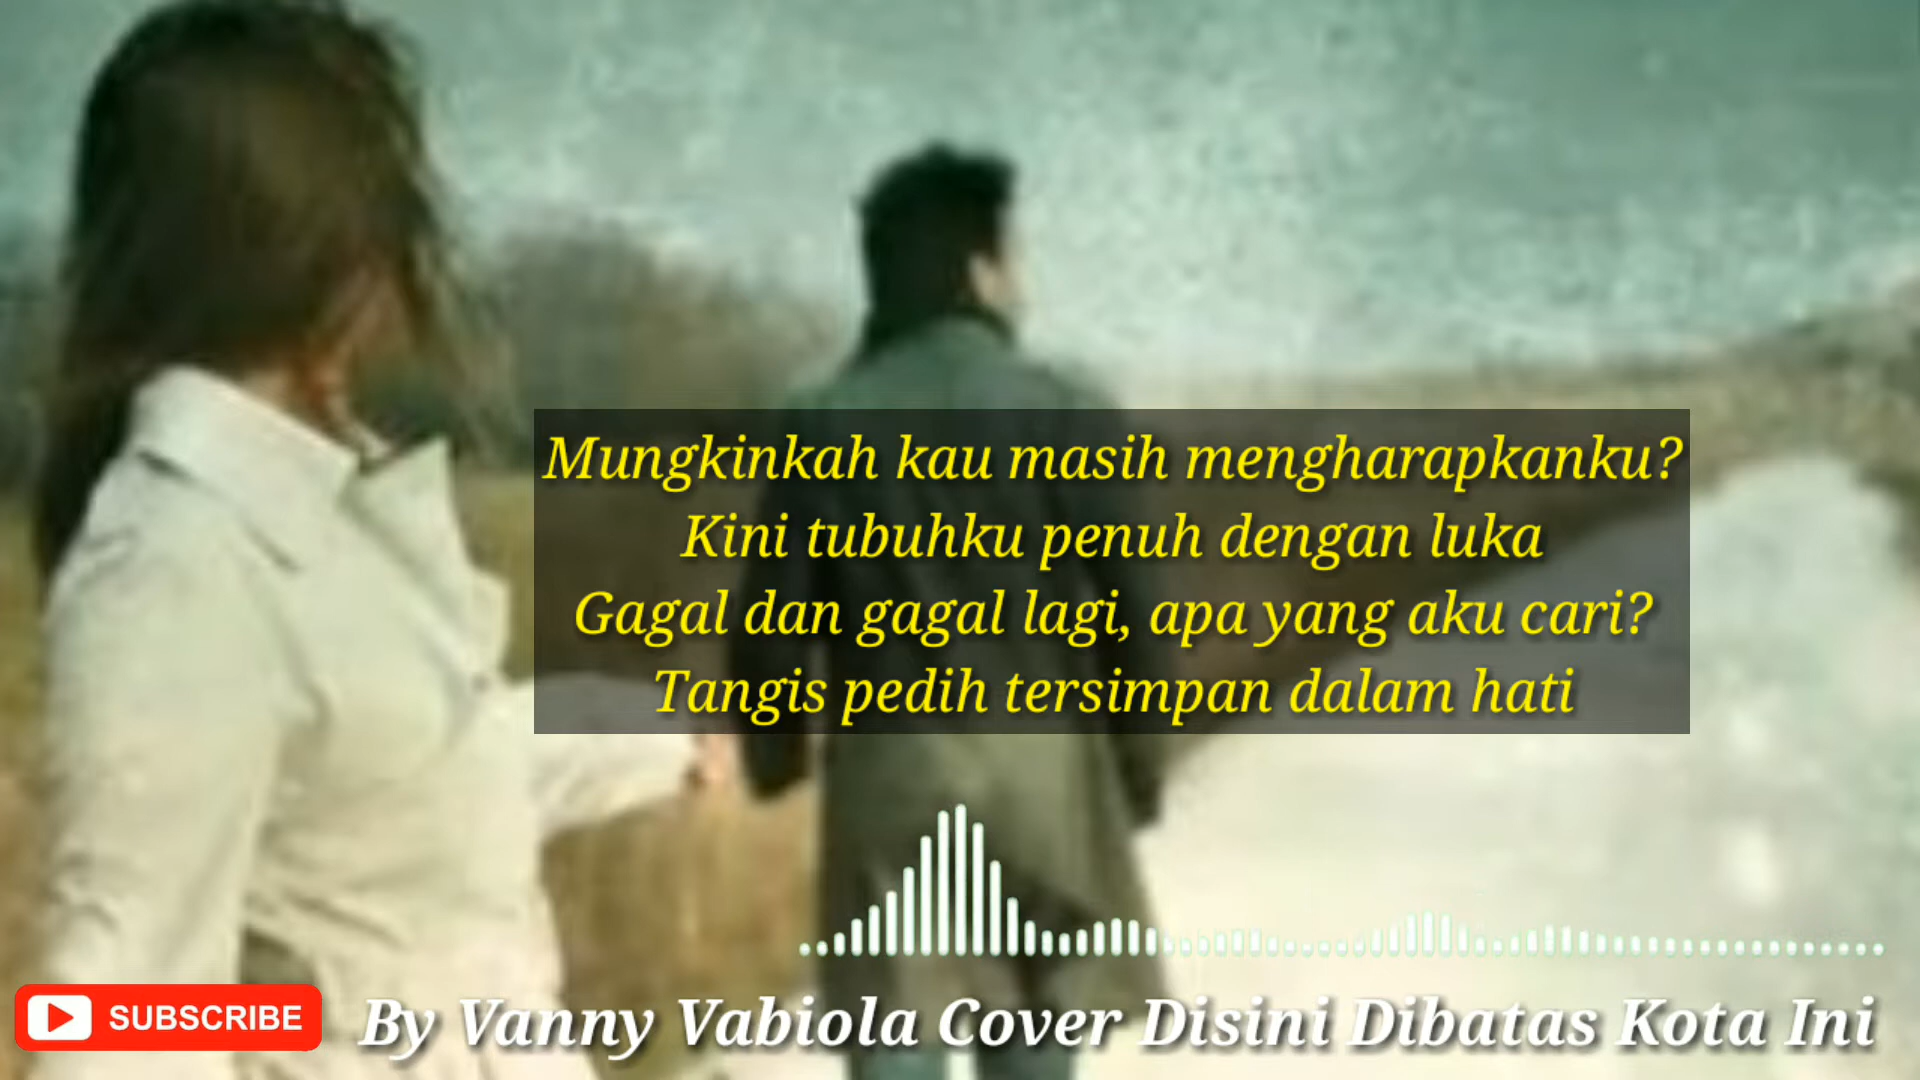 Mungkinkah kau masih mengharapkanku?
Kini tubuhku penuh dengan luka
Gagal dan gagal lagi, apa yang aku cari?
Tangis pedih tersimpan dalam hati
SUBSCRIBE
By Vanny Vabiola Cover Disini Dibatas Kota Ini